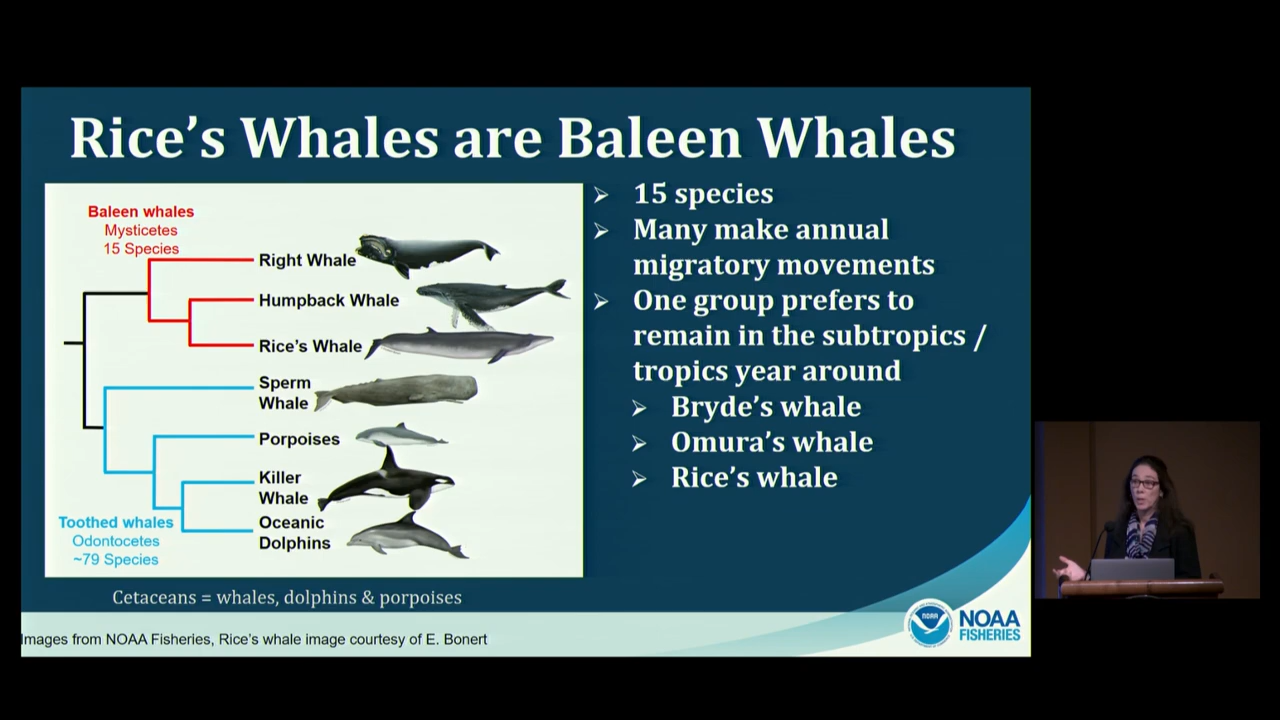 Rice's Whales are Baleen Whales
Baleen whales
Mysticetes
15 Species
Right Whale
Humpback Whale
Rice's Whale
Sperm
Whale
Porpoises
Killer
Whale
Oceanic
Dolphins
Toothed whales
Odontocetes
~79 Species
Cetaceans = whales, dolphins & porpoises
➢ 15 species
➢ Many make annual
migratory movements
➢ One group prefers to
remain in the subtropics /
tropics year around
➢ Bryde's whale
➢ Omura's whale
➢ Rice's whale
Images from NOAA Fisheries, Rice's whale image courtesy of E. Bonert
NOAA
NOAA
FISHERIES